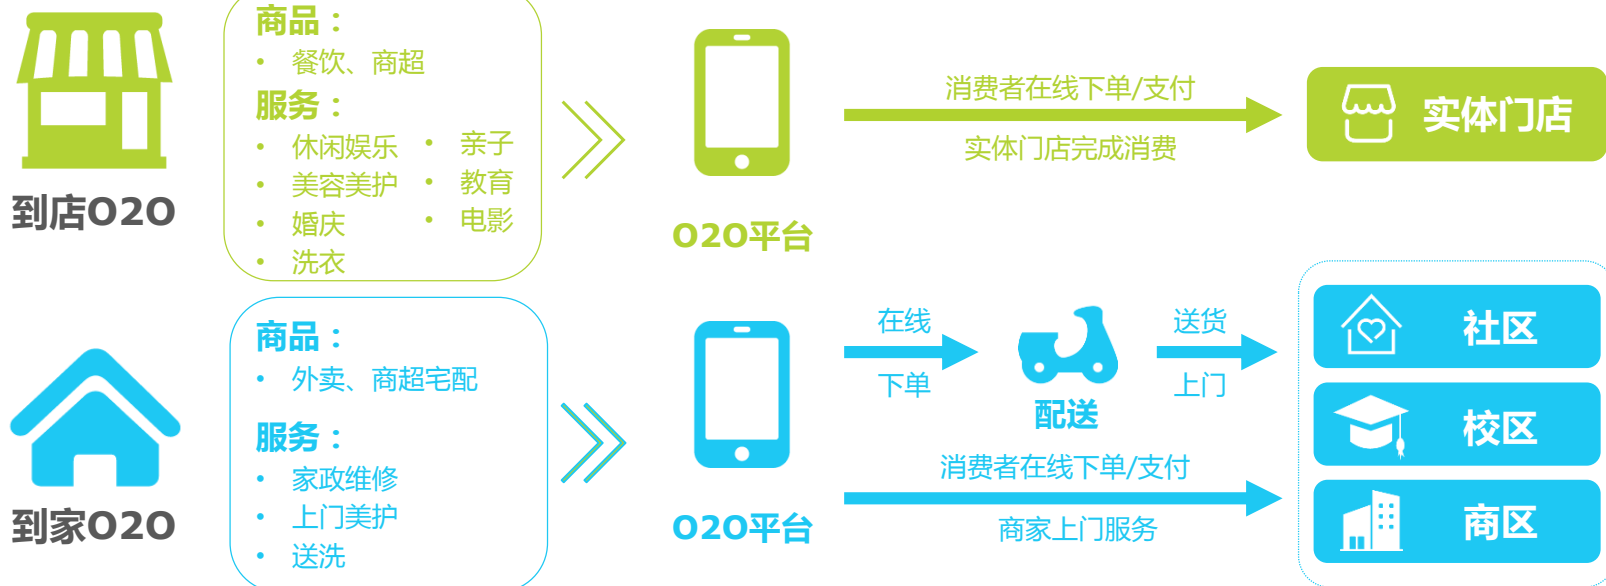 到店O2O
商品：
• 餐饮、商超
服务：
• 休闲娱乐
• 美容美护
• 婚庆
• 洗衣
• 亲子
• 教育
• 电影
O2O平台
消费者在线下单/支付
实体门店完成消费
实体门店
到家O2O
商品：
• 外卖、商超宅配
服务：
• 家政维修
• 上门美护
• 送洗
O2O平台
在线
下单
配送
送货
上门
消费者在线下单/支付
商家上门服务
社区
校区
商区